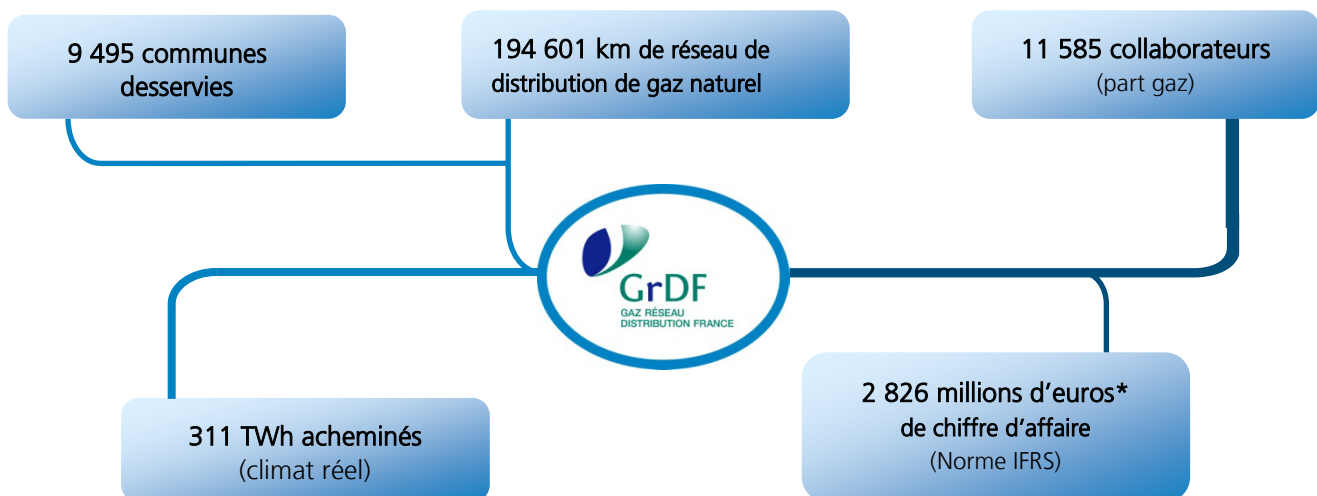 9 495 communes
desservies
194 601 km de réseau de
distribution de gaz naturel
11 585 collaborateurs
(part gaz)
GrDF
GAZ RÉSEAU
DISTRIBUTION FRANCE
311 TWh acheminés
(climat réel)
2 826 millions d’euros*
de chiffre d’affaire
(Norme IFRS)